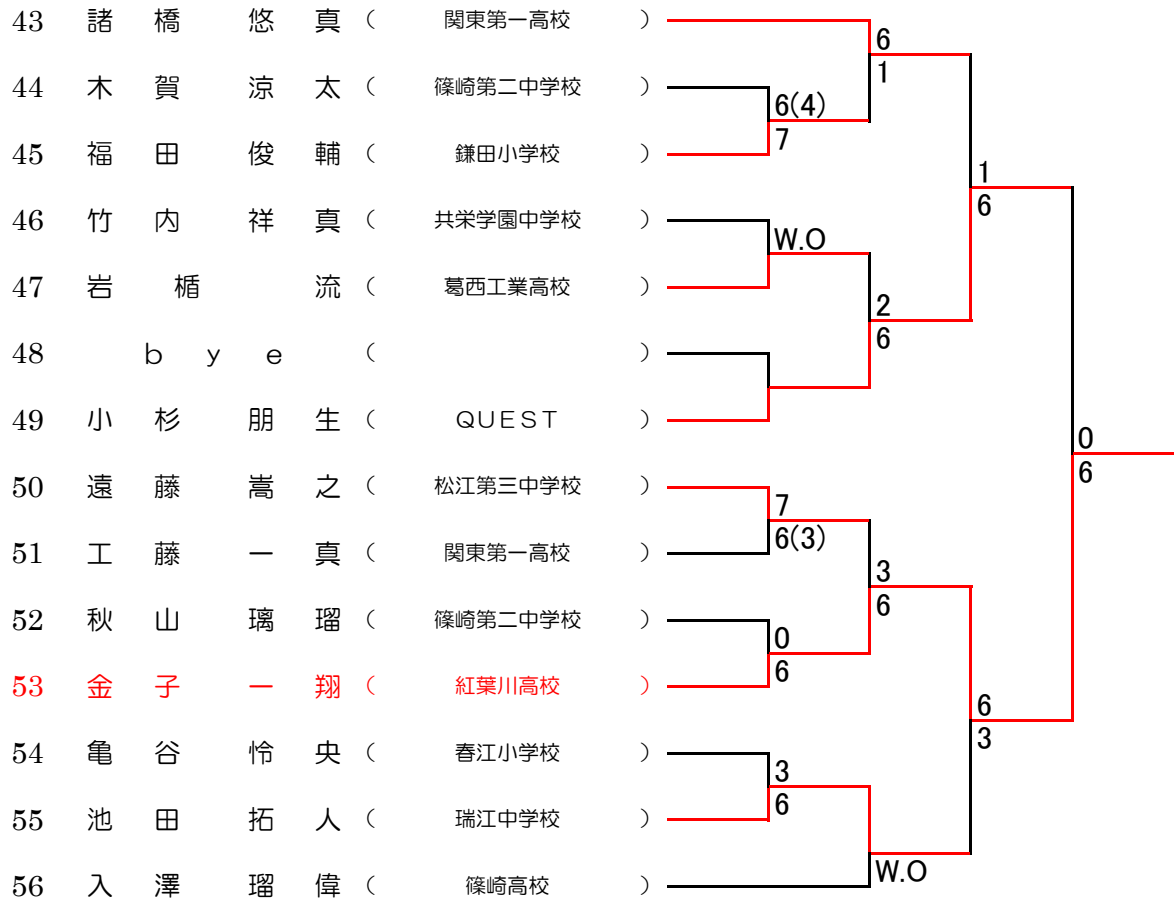 43 諸橋 悠真 ( 関東第一高校 )
6
1
44 木賀 涼太 ( 篠崎第二中学校 )
6(4)
7
45 福田 俊輔 ( 鎌田小学校 )
1
6
46 竹内 祥真 ( 共栄学園中学校 )
W.O
47 岩楯 流 ( 葛西工業高校 )
2
6
48 bye ( )
49 小杉 朋生 ( QUEST )
0
6
50 遠藤 嵩之 ( 松江第三中学校 )
7
6(3)
51 工藤 一真 ( 関東第一高校 )
3
6
52 秋山 璃瑠 ( 篠崎第二中学校 )
0
6
53 金子 一翔 ( 紅葉川高校 )
6
3
54 亀谷 怜央 ( 春江小学校 )
3
6
55 池田 拓人 ( 瑞江中学校 )
W.O
56 入澤 瑠偉 ( 篠崎高校 )